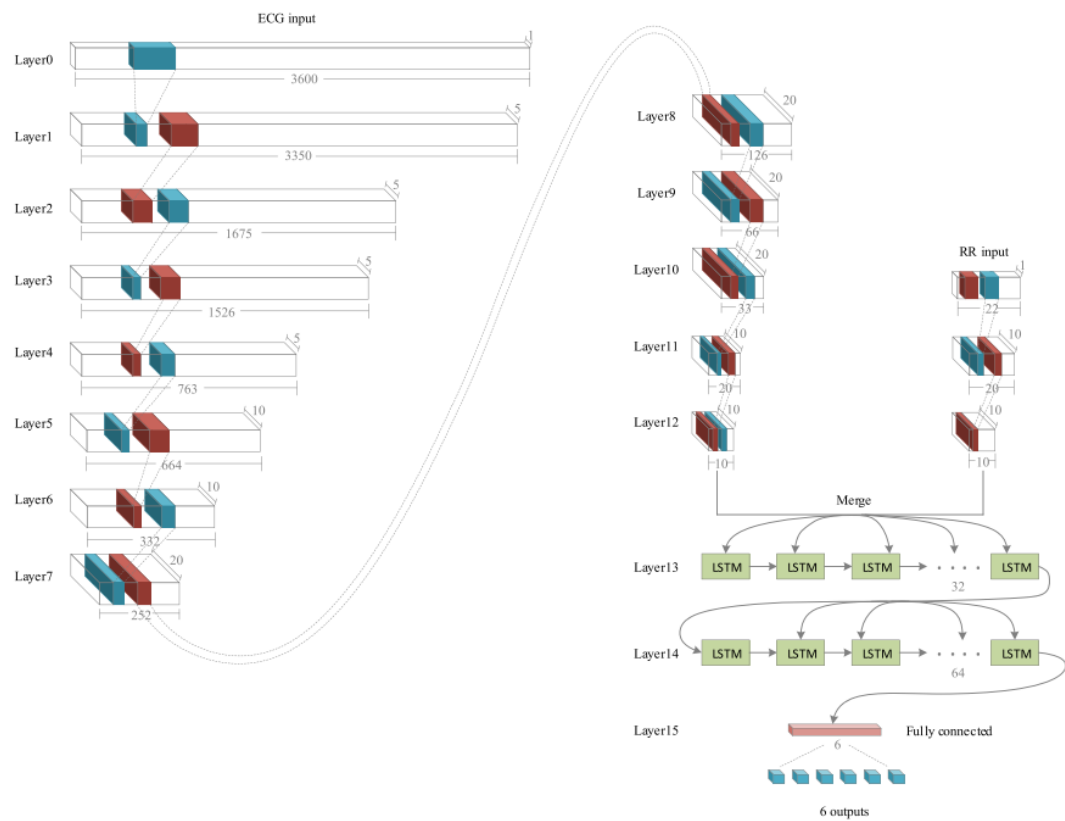 ECG input
Layer0
1
3600
Layer1
5
3350
Layer2
5
1675
Layer3
5
1526
Layer4
5
763
Layer5
10
664
Layer6
10
332
Layer7
20
252
Layer8
20
126
Layer9
20
66
Layer10
20
33
Layer11
10
20
Layer12
10
10
RR input
1
22
10
20
10
10
Merge
Layer13
LSTM
LSTM
LSTM
. . . .
LSTM
32
Layer14
LSTM
LSTM
LSTM
. . . .
LSTM
64
Layer15
Fully connected
6
6 outputs